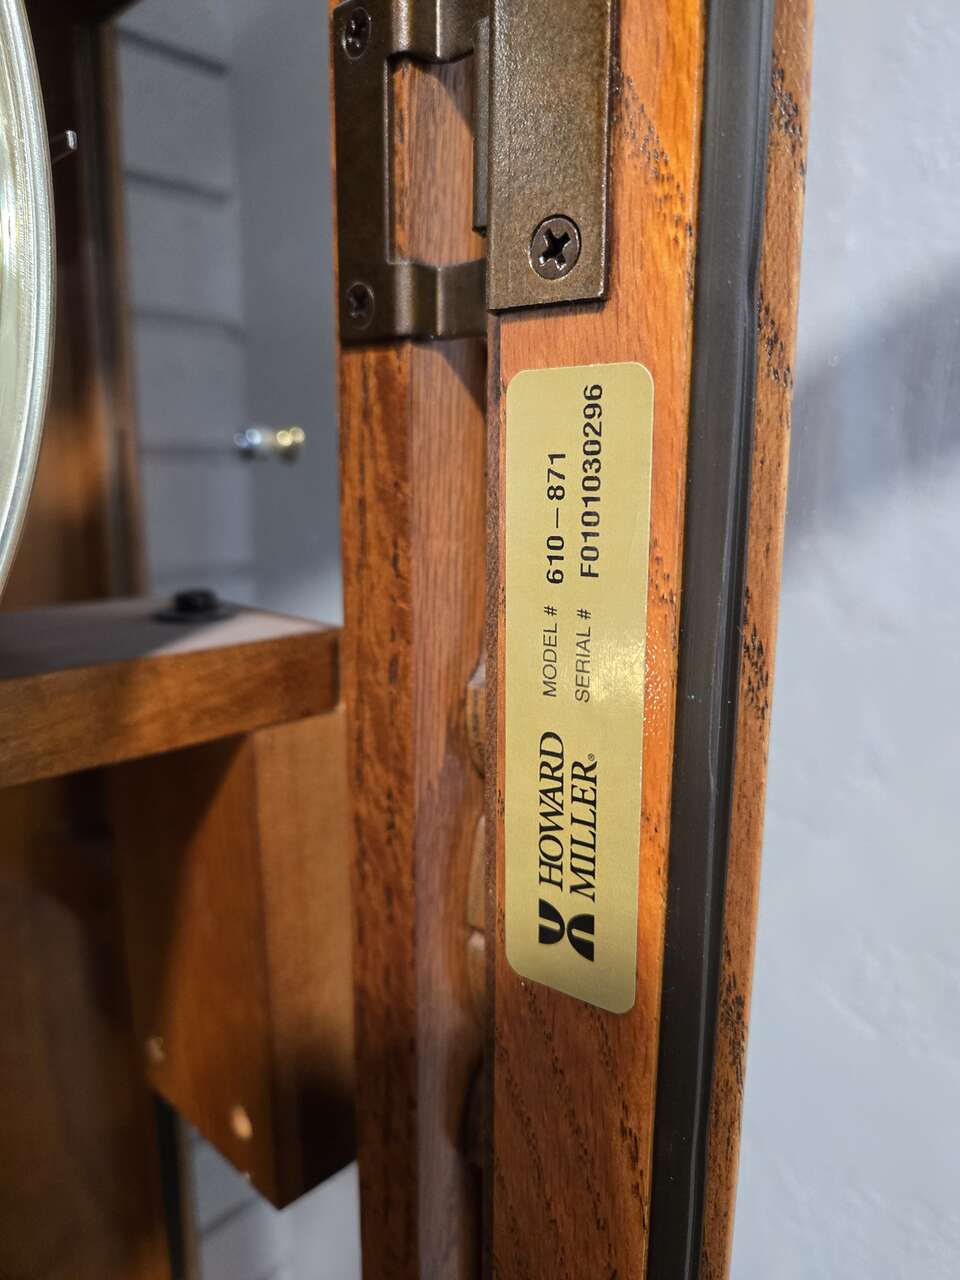 HOWARD
MILLER®
MODEL # 610–871
SERIAL # F0101030296